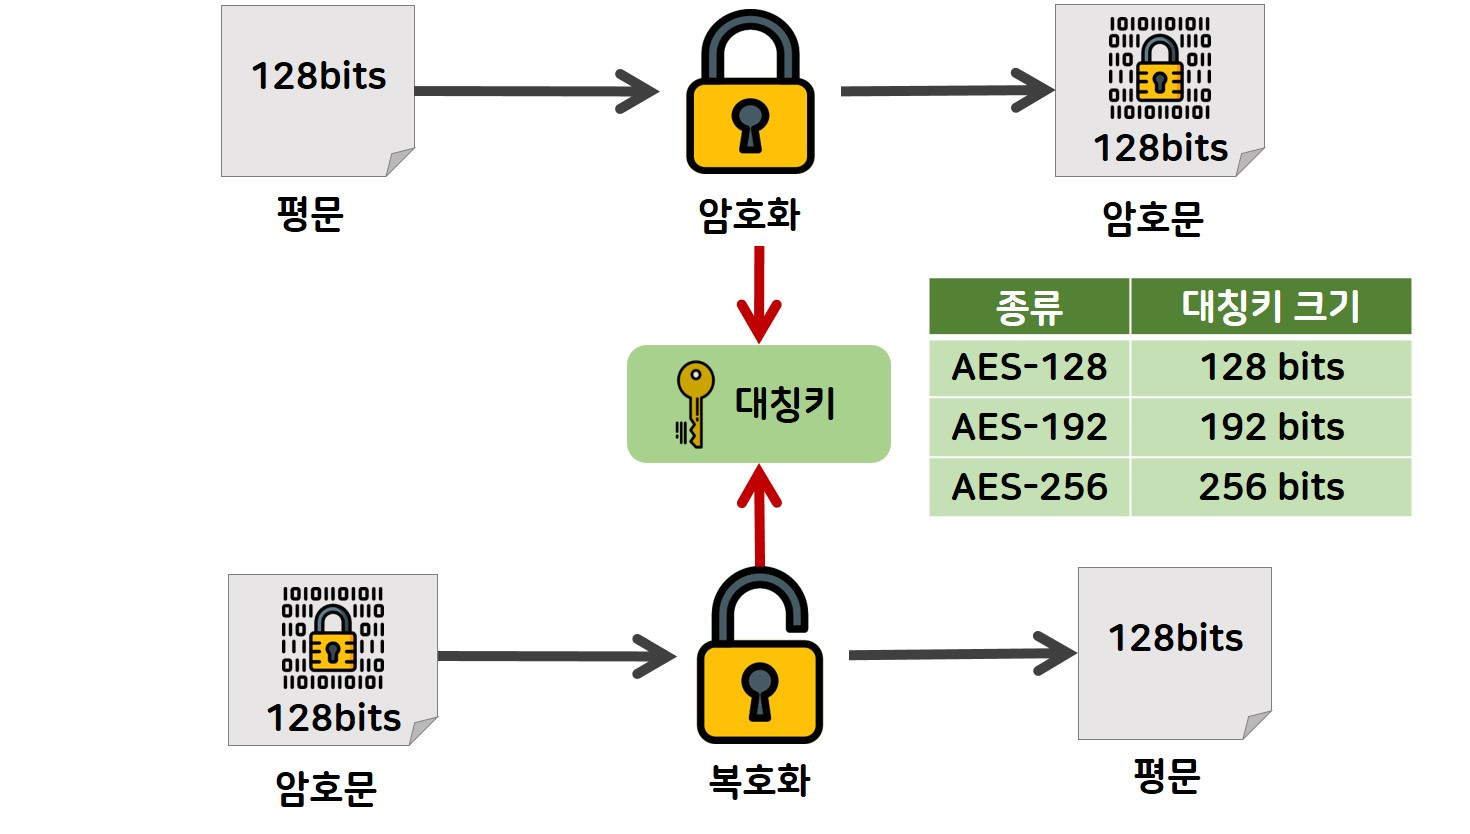 128bits
평문
암호화
128bits
암호문
대칭키
종류 대칭키 크기
AES-128 128 bits
AES-192 192 bits
AES-256 256 bits
128bits
암호문
복호화
128bits
평문